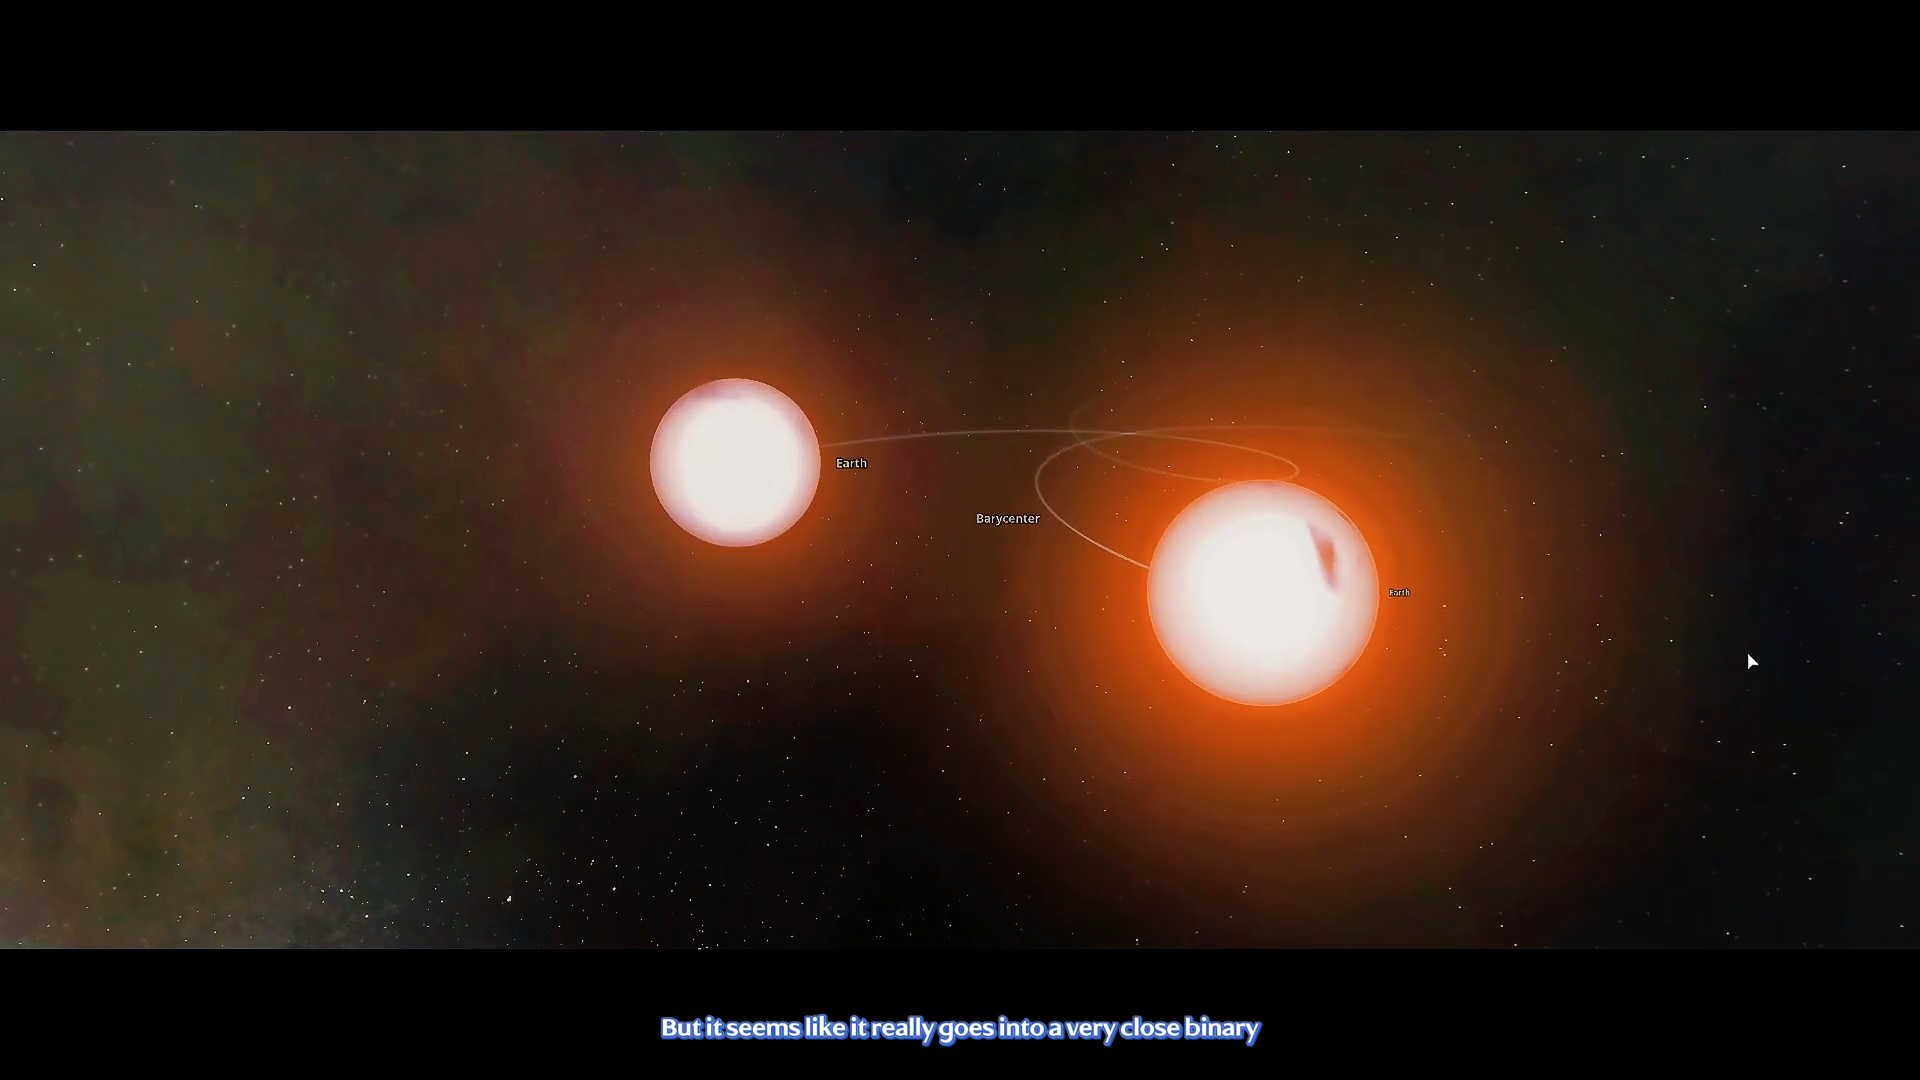 Earth
Barycenter
Earth
But it seems like it really goes into a very close binary